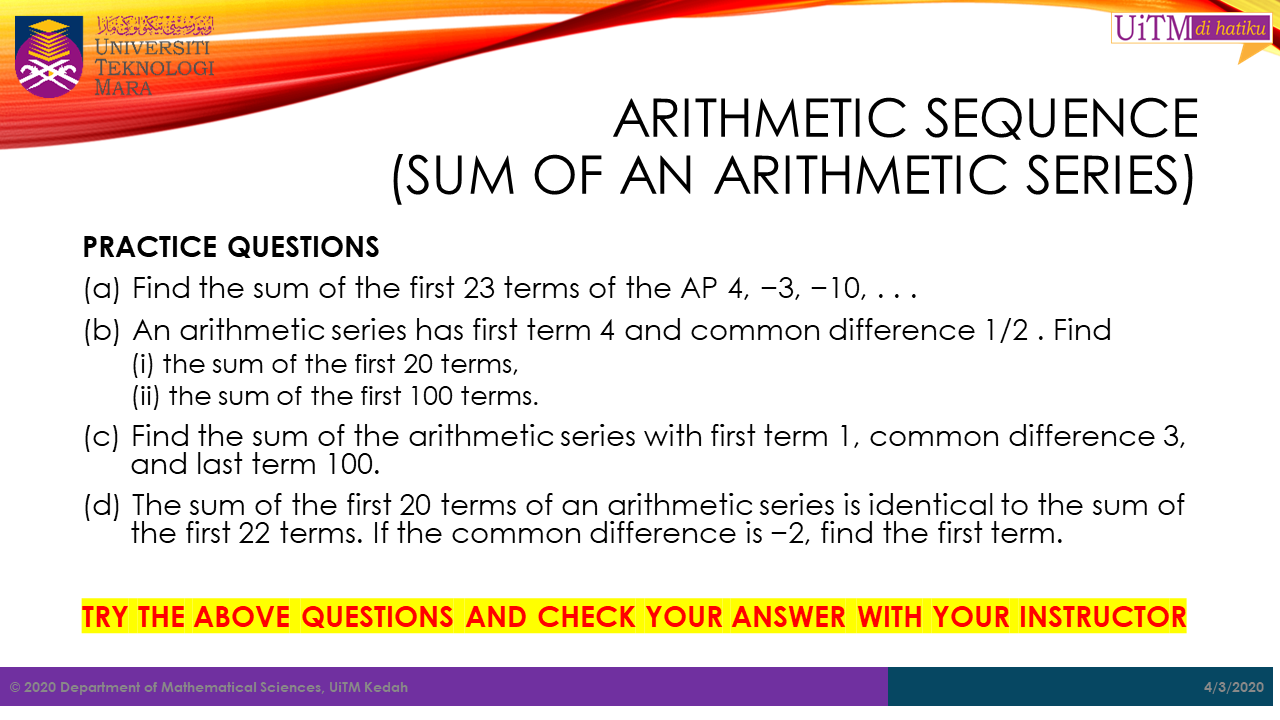 UNIVERSITI
TEKNOLOGI
MARA
UiTM di hatiku
ARITHMETIC SEQUENCE
(SUM OF AN ARITHMETIC SERIES)
PRACTICE QUESTIONS
(a) Find the sum of the first 23 terms of the AP 4, −3, −10, . . .
(b) An arithmetic series has first term 4 and common difference 1/2 . Find
(i) the sum of the first 20 terms,
(ii) the sum of the first 100 terms.
(c) Find the sum of the arithmetic series with first term 1, common difference 3,
and last term 100.
(d) The sum of the first 20 terms of an arithmetic series is identical to the sum of
the first 22 terms. If the common difference is −2, find the first term.
TRY THE ABOVE QUESTIONS AND CHECK YOUR ANSWER WITH YOUR INSTRUCTOR
© 2020 Department of Mathematical Sciences, UiTM Kedah
4/3/2020